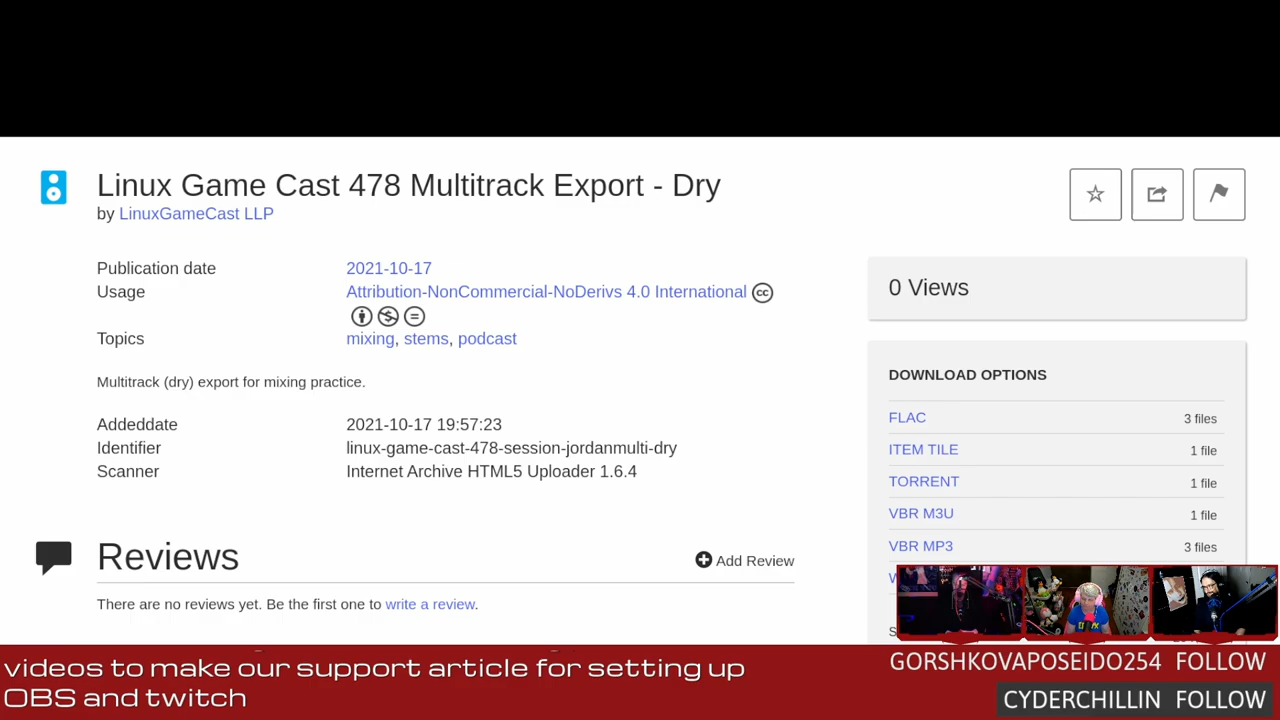 Linux Game Cast 478 Multitrack Export - Dry
by LinuxGameCast LLP
Publication date 2021-10-17
Usage Attribution-NonCommercial-NoDerivs 4.0 International cc
Topics mixing, stems, podcast
Multitrack (dry) export for mixing practice.
Addeddate 2021-10-17 19:57:23
Identifier linux-game-cast-478-session-jordanmulti-dry
Scanner Internet Archive HTML5 Uploader 1.6.4
Reviews
Add Review
There are no reviews yet. Be the first one to write a review.
0 Views
DOWNLOAD OPTIONS
FLAC 3 files
ITEM TILE 1 file
TORRENT 1 file
VBR M3U 1 file
VBR MP3 3 files
videos to make our support article for setting up
OBS and twitch
GORSHKOVAPOSEIDO254 FOLLOW
CYDERCHILLIN FOLLOW